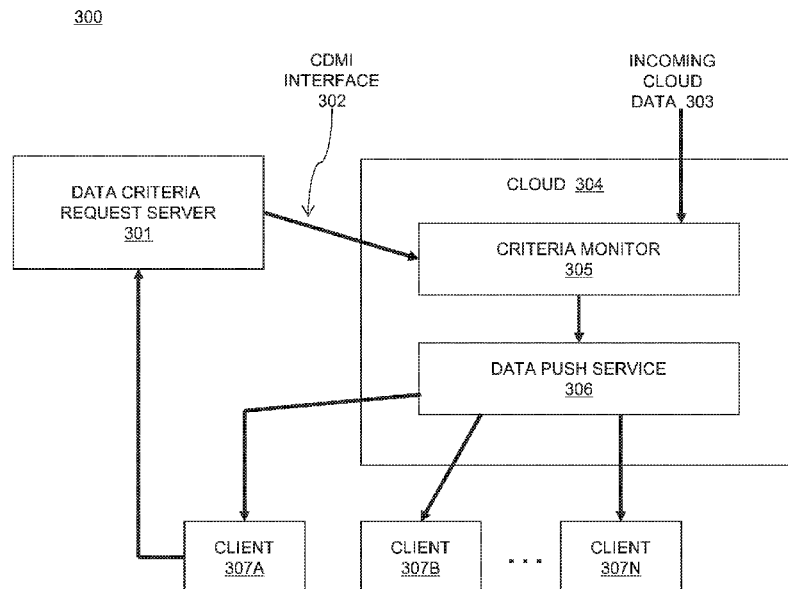 300
CDMI
INTERFACE
302
INCOMING
CLOUD
DATA 303
DATA CRITERIA
REQUEST SERVER
301
CLOUD 304
CRITERIA MONITOR
305
DATA PUSH SERVICE
306
CLIENT
307A
CLIENT
307B
...
CLIENT
307N